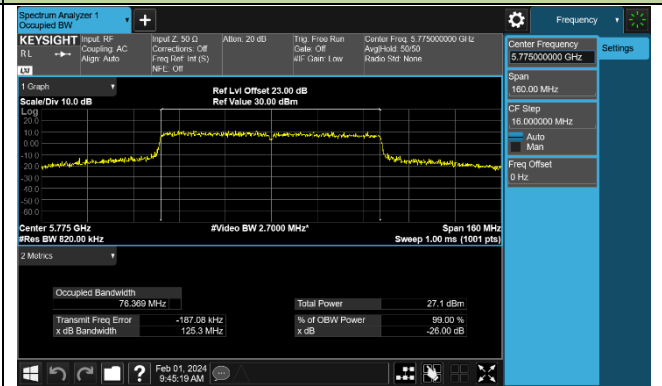 Spectrum Analyzer 1
Occupied BW
Frequency
KEYSIGHT
RL
LXI
Input: RF
Coupling: AC
Align: Auto
Input Z: 50 Ω
Corrections: Off
Freq Ref: Int (S)
NFE: Off
Atten: 20 dB
Trig: Free Run
Gate: Off
#IF Gain: Low
Center Freq: 5.775000000 GHz
Avg|Hold: 50/50
Radio Std: None
Center Frequency
5.775000000 GHz
Settings
Span
160.00 MHz
CF Step
16.000000 MHz
Auto
Man
Freq Offset
0 Hz
1 Graph
Scale/Div 10.0 dB
Ref Lvl Offset 23.00 dB
Ref Value 30.00 dBm
Log
20.0
10.0
0.00
-10.0
-20.0
-30.0
-40.0
-50.0
-60.0
Center 5.775 GHz
#Video BW 2.7000 MHz*
Span 160 MHz
#Res BW 820.00 kHz
Sweep 1.00 ms (1001 pts)
2 Metrics
Occupied Bandwidth
76.369 MHz
Total Power
27.1 dBm
Transmit Freq Error
-187.08 kHz
% of OBW Power
99.00 %
x dB Bandwidth
125.3 MHz
x dB
-26.00 dB
Feb 01, 2024
9:45:19 AM